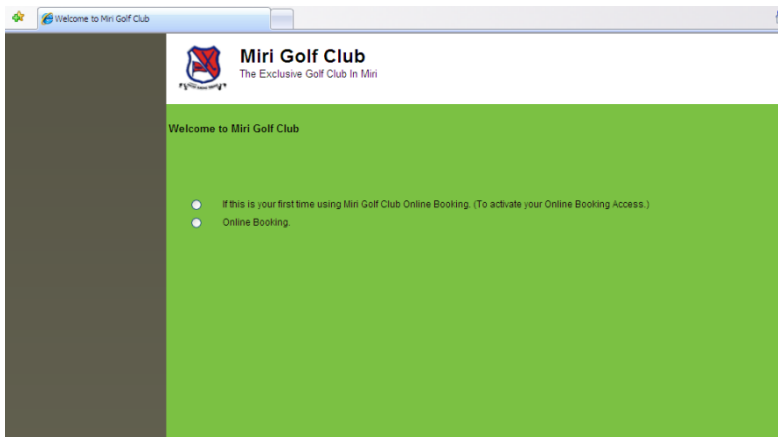 Welcome to Miri Golf Club
Miri Golf Club
The Exclusive Golf Club In Miri
Welcome to Miri Golf Club
If this is your first time using Miri Golf Club Online Booking. (To activate your Online Booking Access.)
Online Booking.